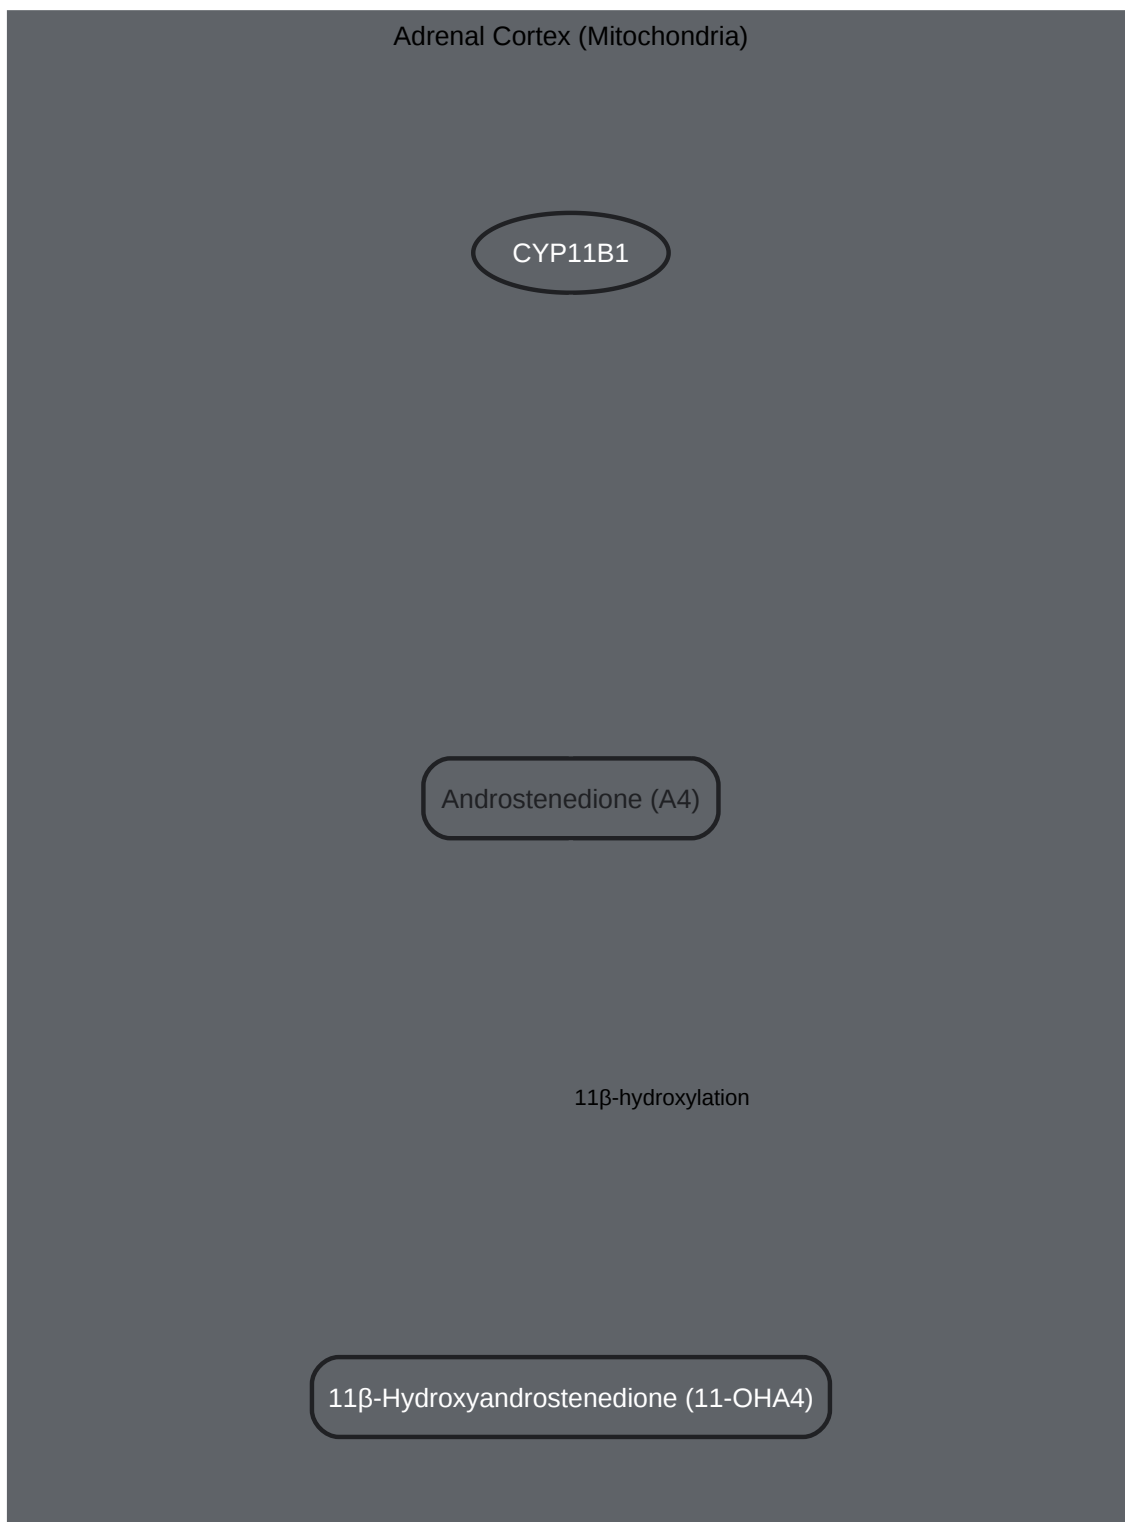 Adrenal Cortex (Mitochondria)
CYP11B1
Androstenedione (A4)
11β-hydroxylation
11β-Hydroxyandrostenedione (11-OHA4)